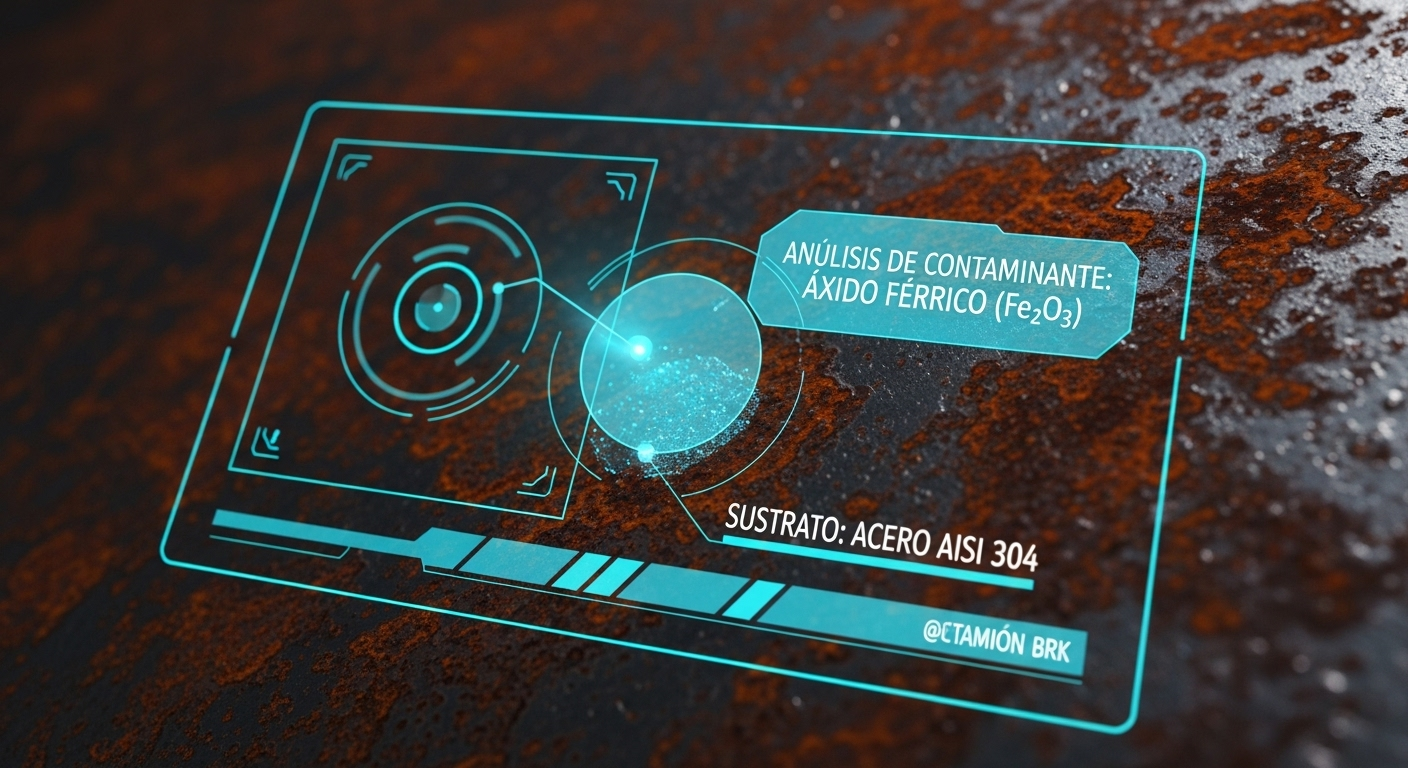 ANÚLISIS DE CONTAMINANTE:
ÁXIDO FÉRRICO (Fe₂O₃)
SUSTRATO: ACERO AISI 304
@CTAMIÓN BRK